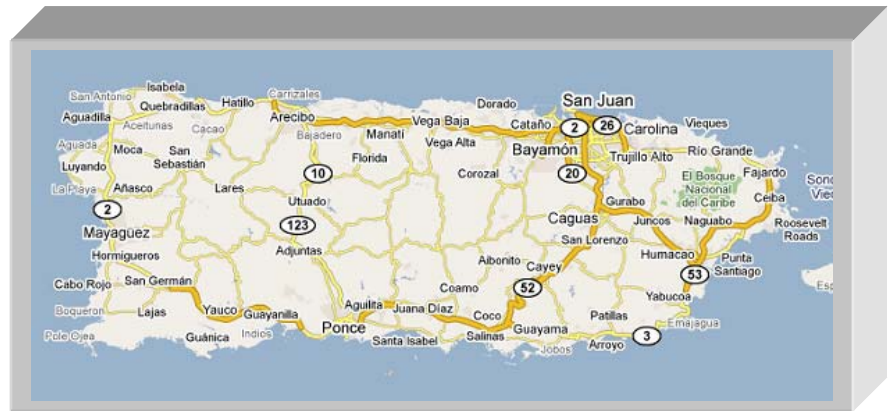 Isabela
San Antonio
Quebradillas
Hatillo
Carrizales
Dorado
San Juan
Aguadilla
Aceitunas
Cacao
Arecibo
Vega Baja
Cataño
2
26
Carolina
Vieques
Bajadero
Manatí
Aguada
Moca
San
Sebastián
Florida
Vega Alta
Bayamón
Trujillo Alto
Río Grande
Luyando
10
Corozal
20
El Bosque
Nacional
del Caribe
Fajardo
La Playa
Añasco
Lares
Utuado
Gurabo
Ceiba
2
123
Caguas
Juncos
Naguabo
Roosevelt
Roads
Mayagüez
Adjuntas
San Lorenzo
Hormigueros
Aibonito
Cayey
Humacao
Punta
Santiago
53
Cabo Rojo
San Germán
Coamo
52
Yabucoa
Boqueron
Lajas
Yauco
Guayanilla
Aguilita
Juana Díaz
Coco
Patillas
Emajagua
Pole Ojea
Guánica
Indios
Ponce
Santa Isabel
Salinas
Guayama
Jobos
Arroyo
3